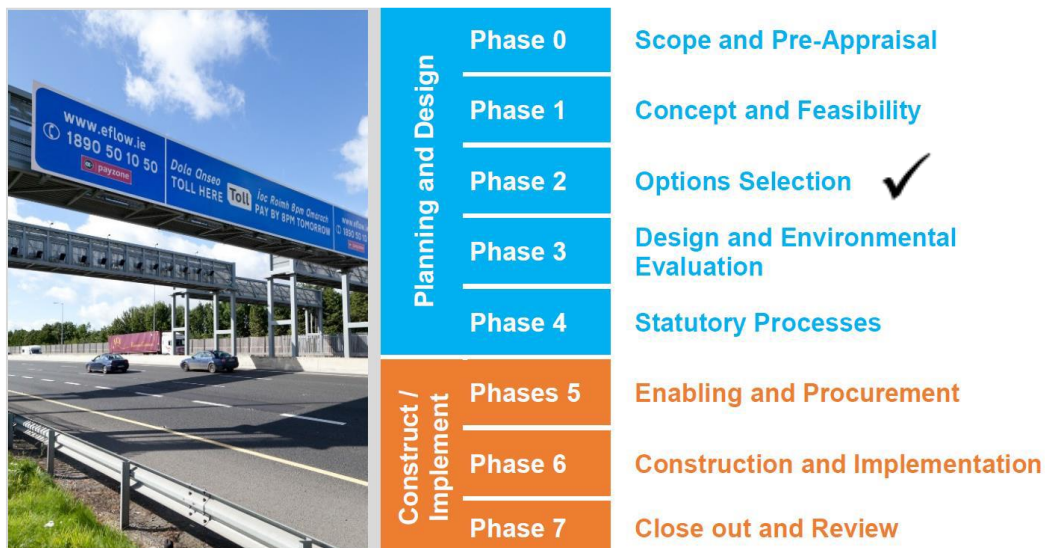 www.eflow.ie
1890 50 10 50
payzone
Dola Anseo
TOLL HERE
Toll
Íoc Roimh 8pm Amárach
PAY BY 8PM TOMORROW
www.eflow.ie
Planning and Design
Phase 0
Scope and Pre-Appraisal
Phase 1
Concept and Feasibility
Phase 2
Options Selection
Phase 3
Design and Environmental
Evaluation
Phase 4
Statutory Processes
Construct /
Implement
Phases 5
Enabling and Procurement
Phase 6
Construction and Implementation
Phase 7
Close out and Review